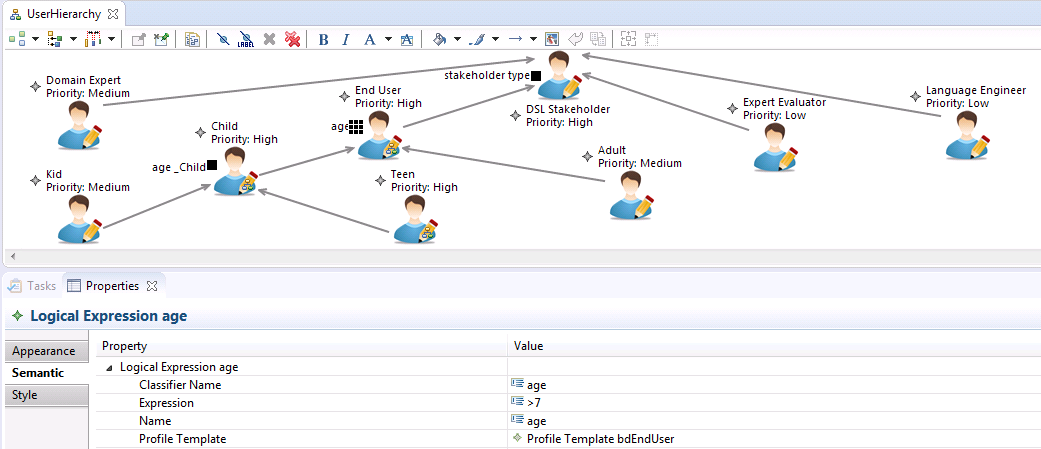 UserHierarchy
LABEL
B I A A
stakeholder type
Domain Expert
Priority: Medium
End User
Priority: High
Language Engineer
Priority: Low
DSL Stakeholder
Priority: High
Expert Evaluator
Priority: Low
Child
Priority: High
age
Adult
Priority: Medium
age _Child
Kid
Priority: Medium
Teen
Priority: High
Tasks
Properties
Logical Expression age
Appearance
Semantic
Style
Property Value
Logical Expression age
Classifier Name age
Expression >7
Name age
Profile Template Profile Template bdEndUser